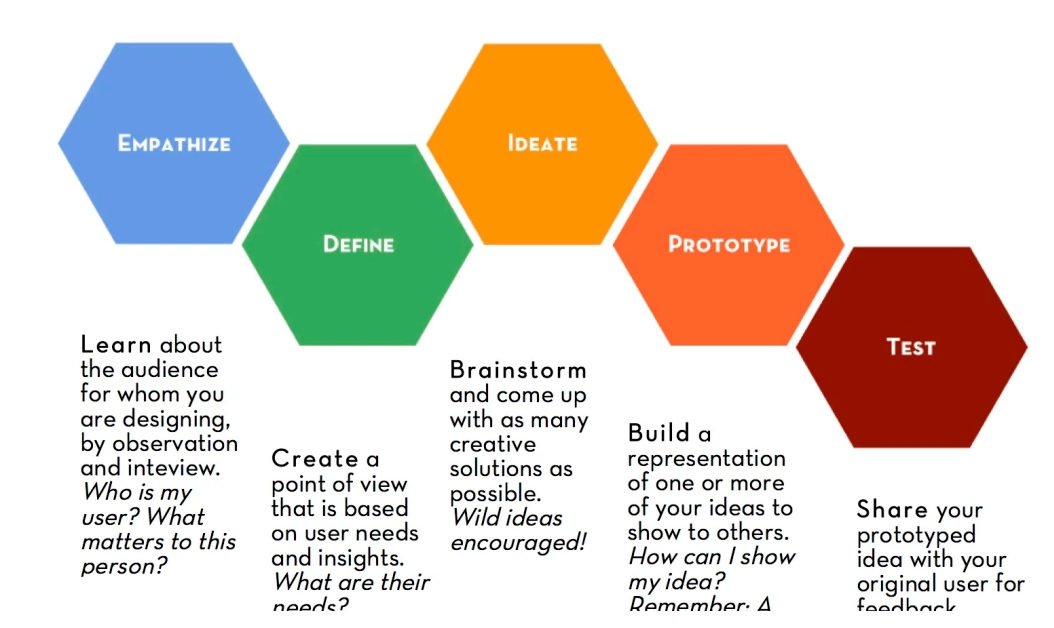 EMPATHIZE
DEFINE
IDEATE
PROTOTYPE
TEST
Learn about
the audience
for whom you
are designing,
by observation
and inteview.
Who is my
user? What
matters to this
person?
Create a
point of view
that is based
on user needs
and insights.
What are their
needs?
Brainstorm
and come up
with as many
creative
solutions as
possible.
Wild ideas
encouraged!
Build a
representation
of one or more
of your ideas to
show to others.
How can I show
my idea?
Remember: A
Share your
prototyped
idea with your
original user for
feedback